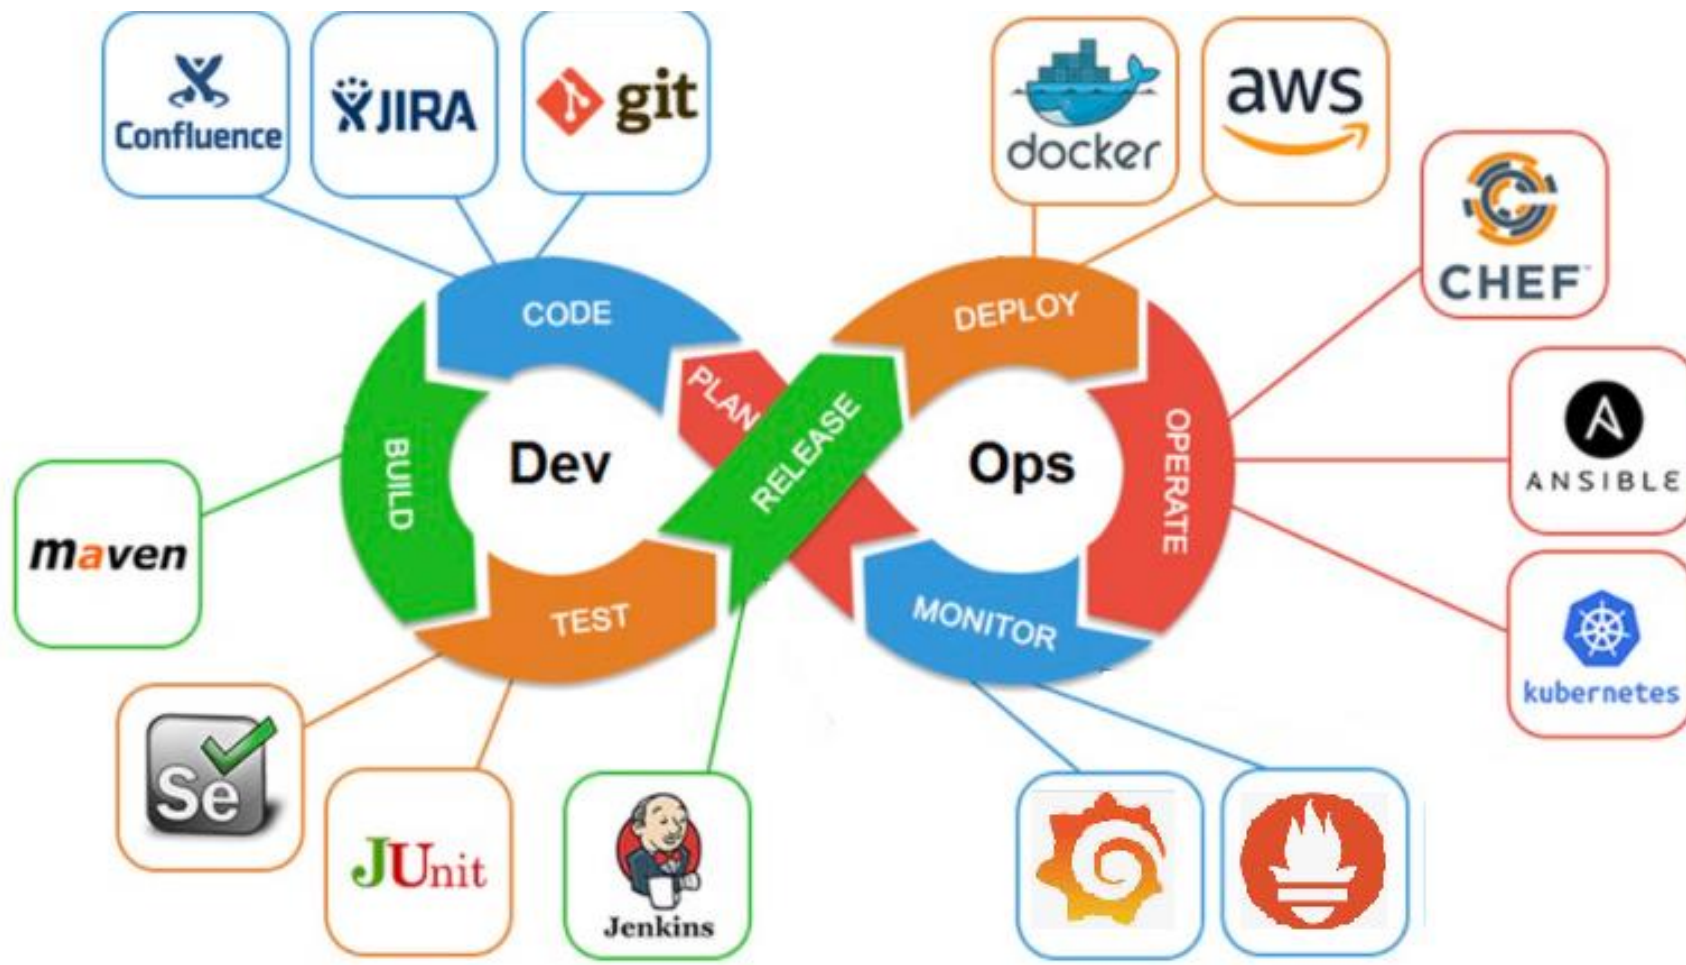 Confluence
JIRA
git
docker
aws
CHEF
CODE
DEPLOY
PLAN
RELEASE
Dev
Ops
BUILD
OPERATE
ANSIBLE
maven
TEST
MONITOR
kubernetes
Se
JUnit
Jenkins